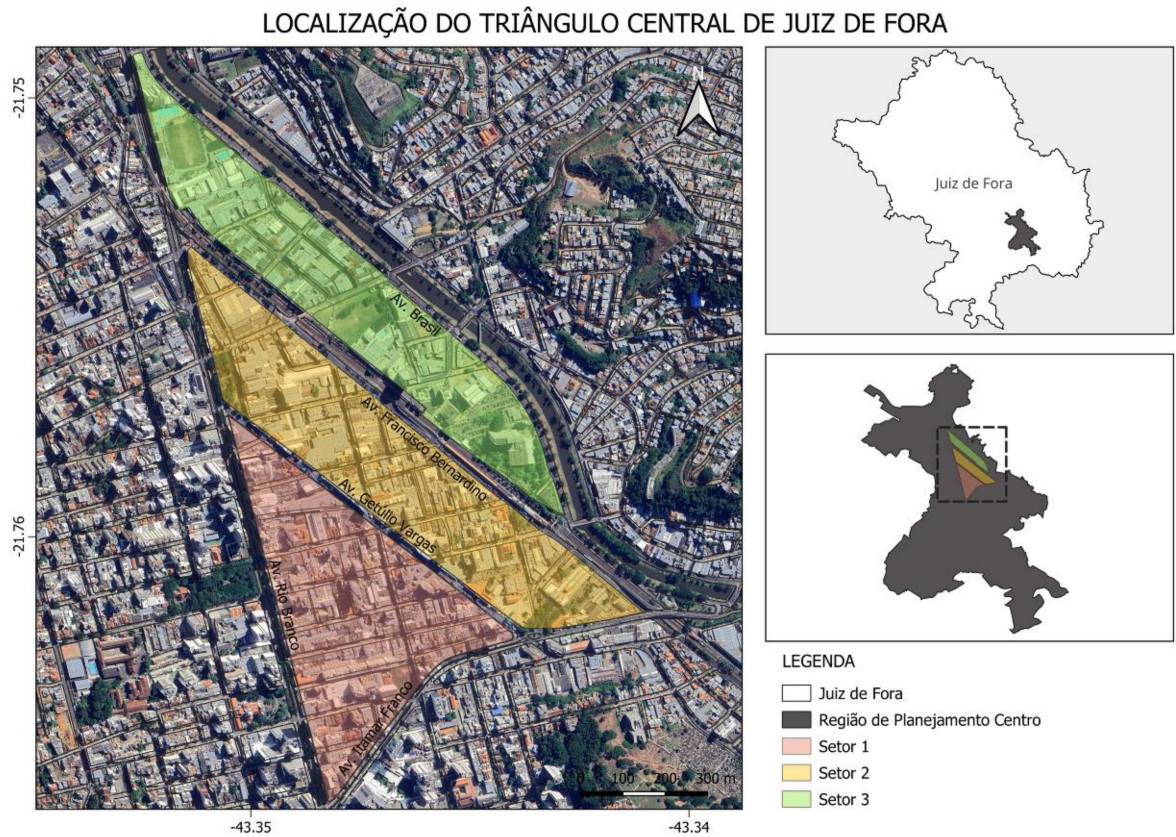 LOCALIZAÇÃO DO TRIÂNGULO CENTRAL DE JUIZ DE FORA
-21.75
-21.76
-43.35
-43.34
N
Av. Brasil
Av. Francisco Bernardino
Av. Getúlio Vargas
Av. Rio Branco
Av. Itamar Franco
0 100 200 300 m
Juiz de Fora
LEGENDA
Juiz de Fora
Região de Planejamento Centro
Setor 1
Setor 2
Setor 3